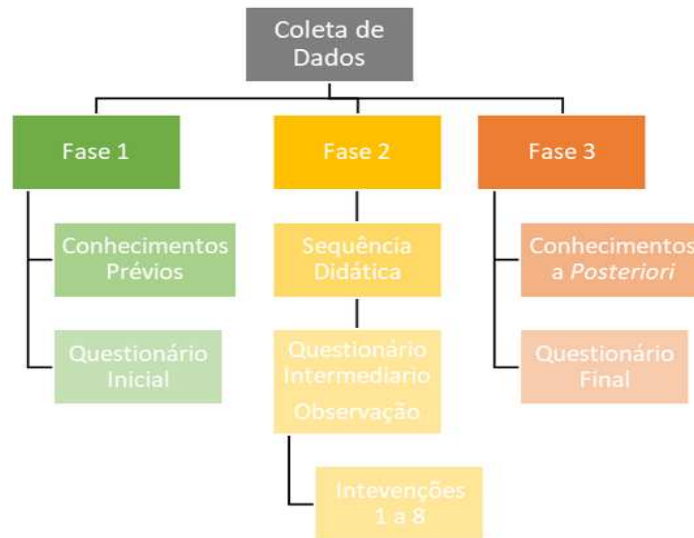 Coleta de
Dados
Fase 1
Fase 2
Fase 3
Conhecimentos
Prévios
Sequência
Didática
Conhecimentos
a Posteriori
Questionário
Inicial
Questionário
Intermediario
Observação
Questionário
Final
Intevenções
1 a 8